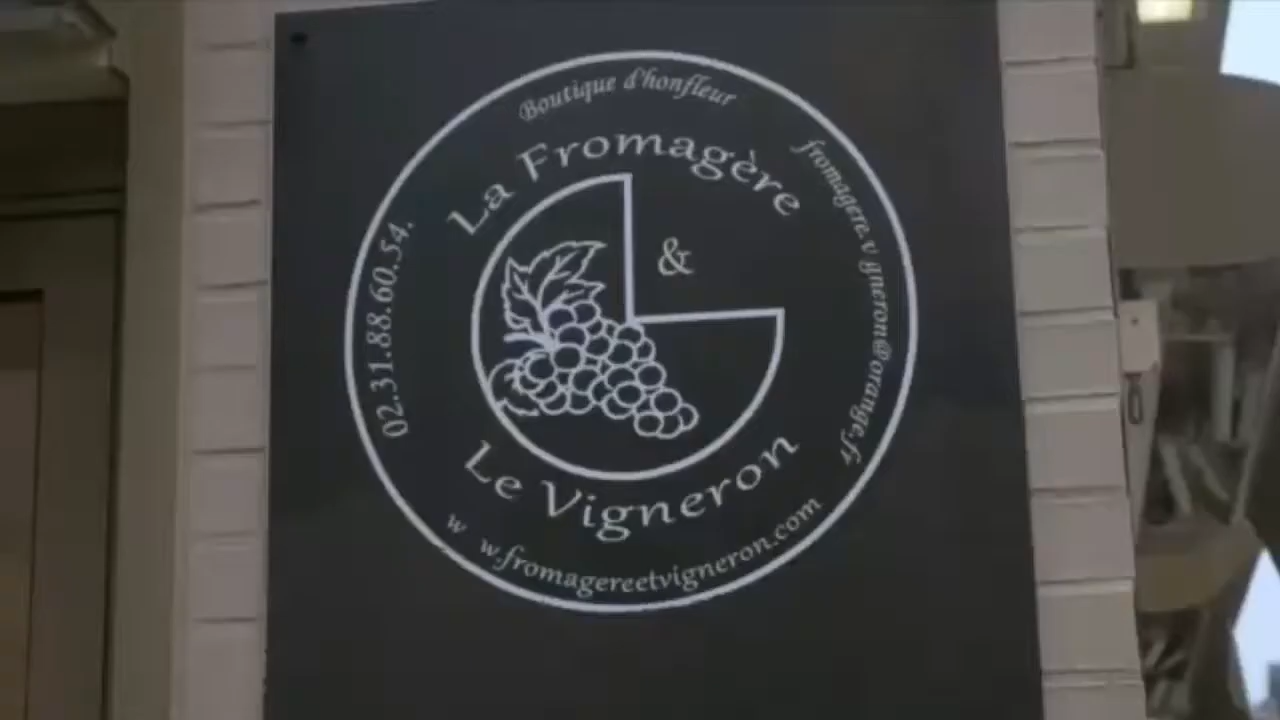 Boutique d'honfleur
La Fromagère
&
Le Vigneron
02.31.88.60.54.
fromagere.v gneron@orange.fr
w w.fromagereetvigneron.com